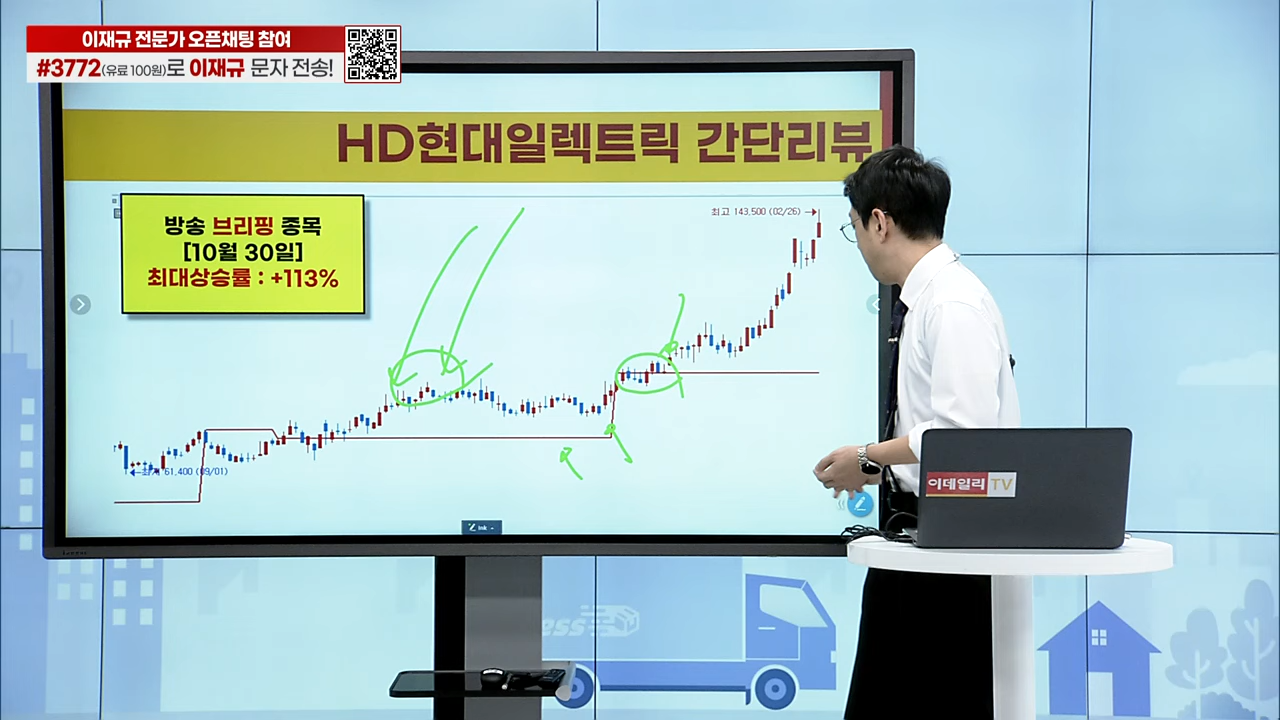 이재규 전문가 오픈채팅 참여
#3772(유료 100원)로 이재규 문자 전송!
HD현대일렉트릭 간단리뷰
방송 브리핑 종목
[10월 30일]
최대상승률 : +113%
최고 143,500 (02/26)
61,400 (09/01)
Ink
이데일리TV
ess